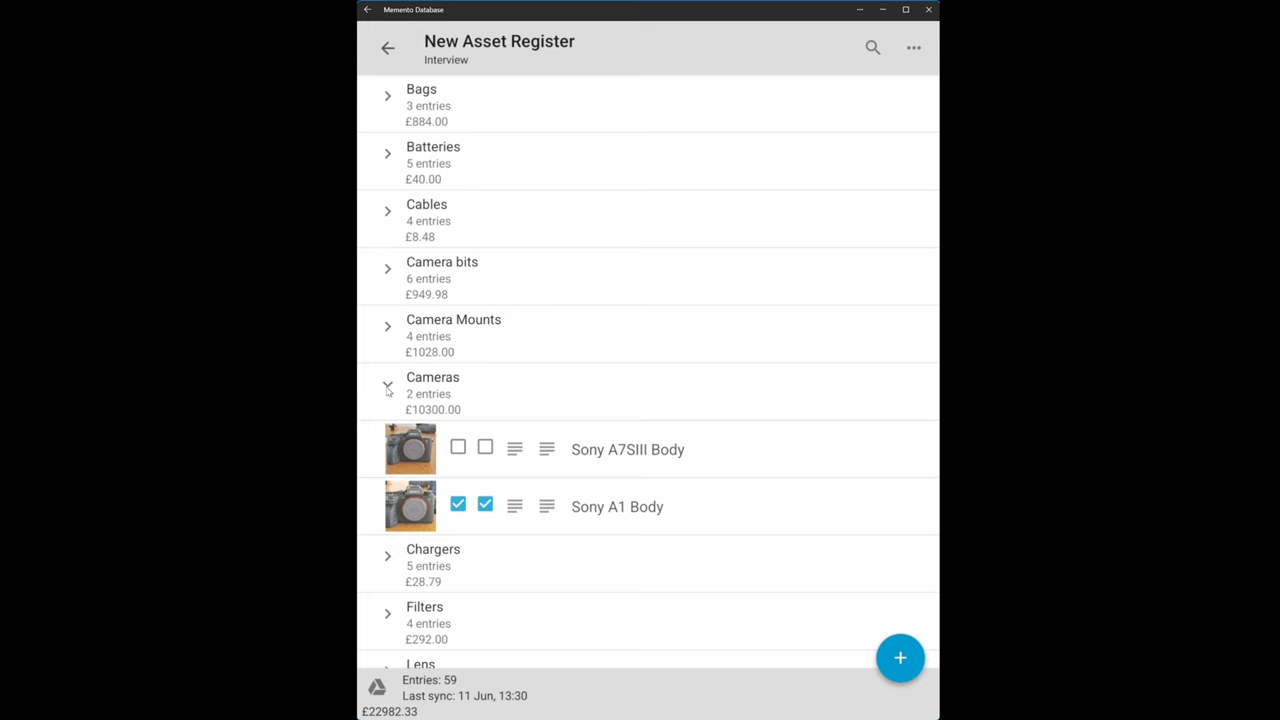 Memento Database
New Asset Register
Interview
Bags
3 entries
£884.00
Batteries
5 entries
£40.00
Cables
4 entries
£8.48
Camera bits
6 entries
£949.98
Camera Mounts
4 entries
£1028.00
Cameras
2 entries
£10300.00
Sony A7SIII Body
Sony A1 Body
Chargers
5 entries
£28.79
Filters
4 entries
£292.00
Lens
Entries: 59
Last sync: 11 Jun, 13:30
£22982.33